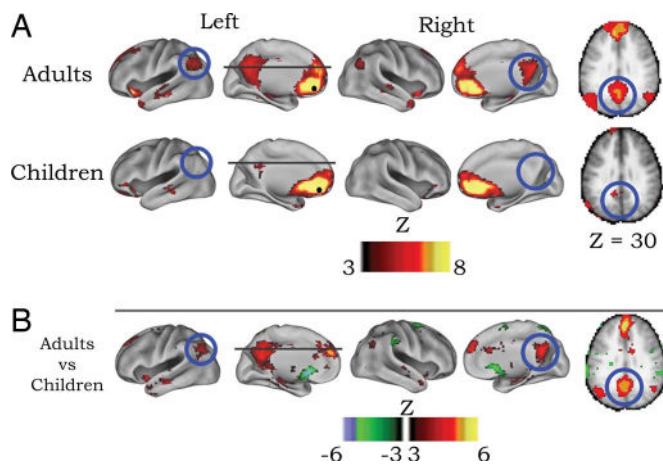 A
Left
Right
Adults
Children
Z
3
8
Z = 30
B
Adults
vs
Children
Z
-6
-3
3
6